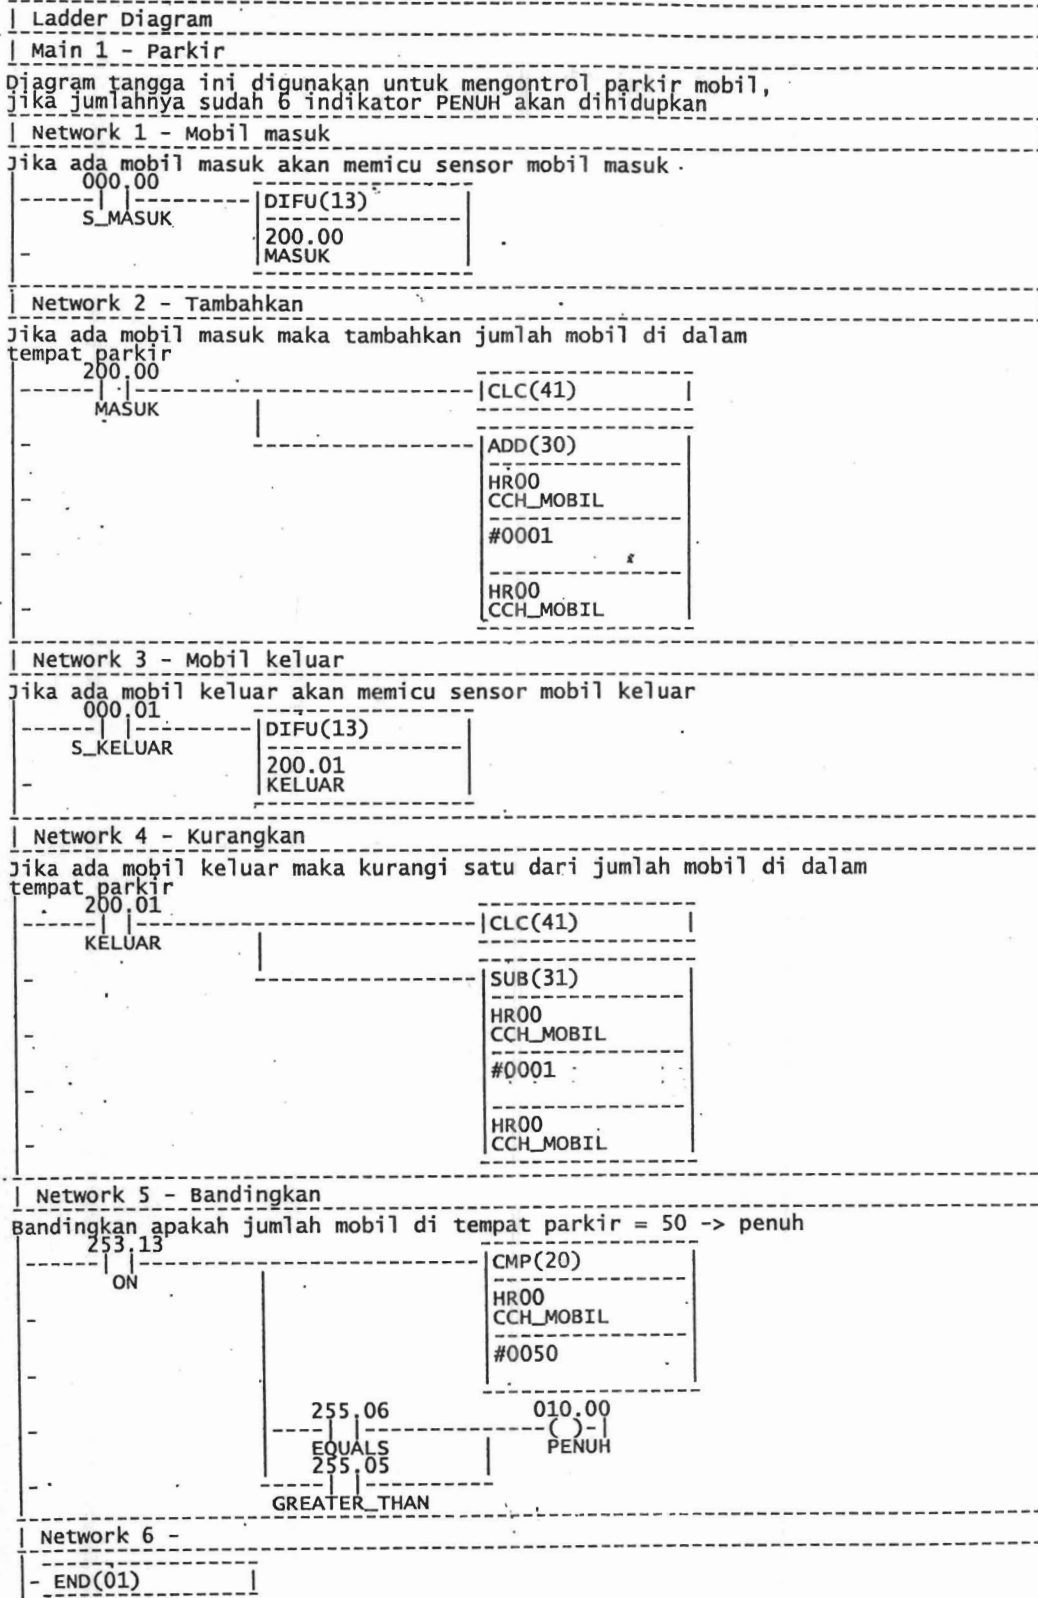 Ladder Diagram
Main 1 - Parkir
Diagram tangga ini digunakan untuk mengontrol parkir mobil,
jika jumlahnya sudah 6 indikator PENUH akan dihidupkan
Network 1 - Mobil masuk
Jika ada mobil masuk akan memicu sensor mobil masuk
000.00
DIFU(13)
S_MASUK
200.00
MASUK
Network 2 - Tambahkan
Jika ada mobil masuk maka tambahkan jumlah mobil di dalam
tempat parkir
200.00
CLC(41)
MASUK
ADD(30)
HR00
CCH_MOBIL
#0001
HR00
CCH_MOBIL
Network 3 - Mobil keluar
Jika ada mobil keluar akan memicu sensor mobil keluar
000.01
DIFU(13)
S_KELUAR
200.01
KELUAR
Network 4 - Kurangkan
Jika ada mobil keluar maka kurangi satu dari jumlah mobil di dalam
tempat parkir
200.01
CLC(41)
KELUAR
SUB(31)
HR00
CCH_MOBIL
#0001
HR00
CCH_MOBIL
Network 5 - Bandingkan
Bandingkan apakah jumlah mobil di tempat parkir = 50 -> penuh
253.13
CMP(20)
ON
HR00
CCH_MOBIL
#0050
255.06 010.00
( )
EQUALS PENUH
255.05
GREATER_THAN
Network 6 -
END(01)